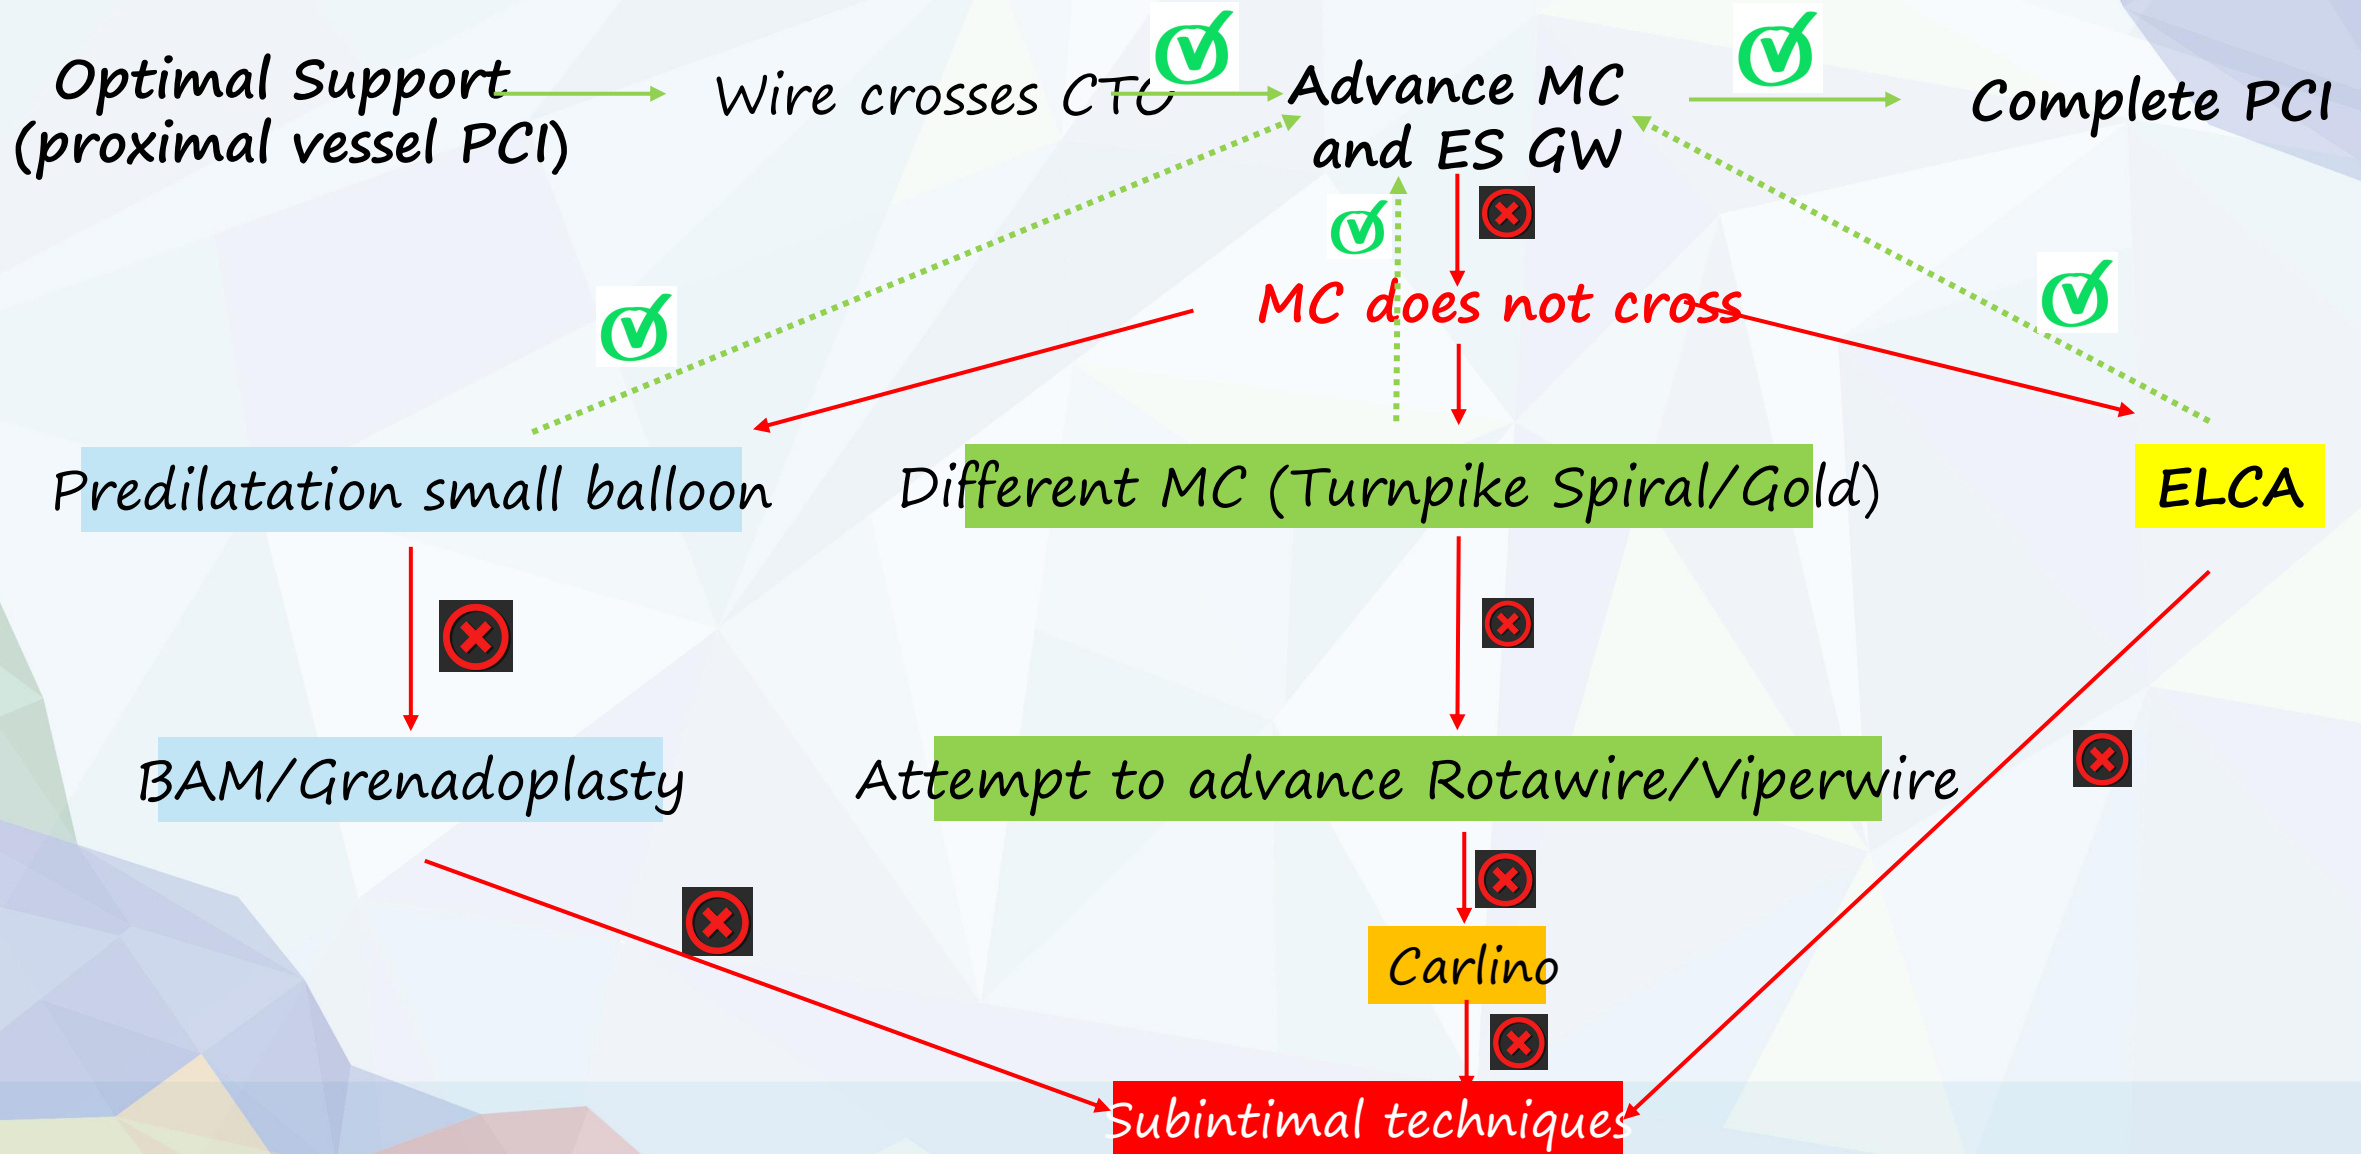 Optimal Support
(proximal vessel PCI)
Wire crosses CTO
Advance MC
and ES GW
Complete PCI
MC does not cross
Predilatation small balloon
Different MC (Turnpike Spiral/Gold)
ELCA
BAM/Grenadoplasty
Attempt to advance Rotawire/Viperwire
Carlino
Subintimal techniques